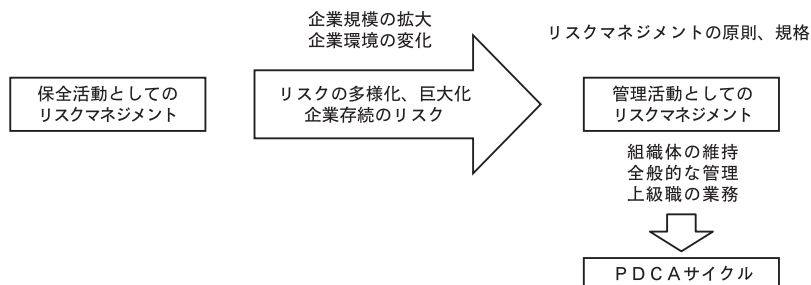 企業規模の拡大
企業環境の変化
リスクマネジメントの原則、規格
保全活動としての
リスクマネジメント
リスクの多様化、巨大化
企業存続のリスク
管理活動としての
リスクマネジメント
組織体の維持
全般的な管理
上級職の業務
ＰＤＣＡサイクル